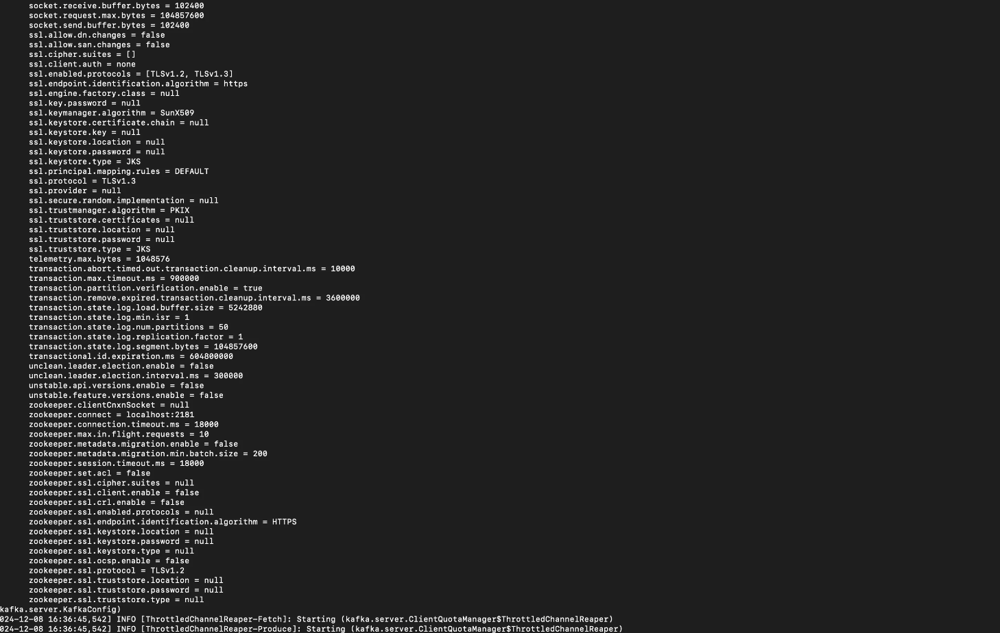 socket.receive.buffer.bytes = 102400
socket.request.max.bytes = 104857600
socket.send.buffer.bytes = 102400
ssl.allow.dn.changes = false
ssl.allow.san.changes = false
ssl.cipher.suites = []
ssl.client.auth = none
ssl.enabled.protocols = [TLSv1.2, TLSv1.3]
ssl.endpoint.identification.algorithm = https
ssl.engine.factory.class = null
ssl.key.password = null
ssl.keymanager.algorithm = SunX509
ssl.keystore.certificate.chain = null
ssl.keystore.key = null
ssl.keystore.location = null
ssl.keystore.password = null
ssl.keystore.type = JKS
ssl.principal.mapping.rules = DEFAULT
ssl.protocol = TLSv1.3
ssl.provider = null
ssl.secure.random.implementation = null
ssl.trustmanager.algorithm = PKIX
ssl.truststore.certificates = null
ssl.truststore.location = null
ssl.truststore.password = null
ssl.truststore.type = JKS
telemetry.max.bytes = 1048576
transaction.abort.timed.out.transaction.cleanup.interval.ms = 10000
transaction.max.timeout.ms = 900000
transaction.partition.verification.enable = true
transaction.remove.expired.transaction.cleanup.interval.ms = 3600000
transaction.state.log.load.buffer.size = 5242880
transaction.state.log.min.isr = 1
transaction.state.log.num.partitions = 50
transaction.state.log.replication.factor = 1
transaction.state.log.segment.bytes = 104857600
transactional.id.expiration.ms = 604800000
unclean.leader.election.enable = false
unclean.leader.election.interval.ms = 300000
unstable.api.versions.enable = false
unstable.feature.versions.enable = false
zookeeper.clientCnxnSocket = null
zookeeper.connect = localhost:2181
zookeeper.connection.timeout.ms = 18000
zookeeper.max.in.flight.requests = 10
zookeeper.metadata.migration.enable = false
zookeeper.metadata.migration.min.batch.size = 200
zookeeper.session.timeout.ms = 18000
zookeeper.set.acl = false
zookeeper.ssl.cipher.suites = null
zookeeper.ssl.client.enable = false
zookeeper.ssl.crl.enable = false
zookeeper.ssl.enabled.protocols = null
zookeeper.ssl.endpoint.identification.algorithm = HTTPS
zookeeper.ssl.keystore.location = null
zookeeper.ssl.keystore.password = null
zookeeper.ssl.keystore.type = null
zookeeper.ssl.ocsp.enable = false
zookeeper.ssl.protocol = TLSv1.2
zookeeper.ssl.truststore.location = null
zookeeper.ssl.truststore.password = null
zookeeper.ssl.truststore.type = null
kafka.server.KafkaConfig)
024-12-08 16:36:45,542] INFO [ThrottledChannelReaper-Fetch]: Starting (kafka.server.ClientQuotaManager$ThrottledChannelReaper)
024-12-08 16:36:45,542] INFO [ThrottledChannelReaper-Produce]: Starting (kafka.server.ClientQuotaManager$ThrottledChannelReaper)